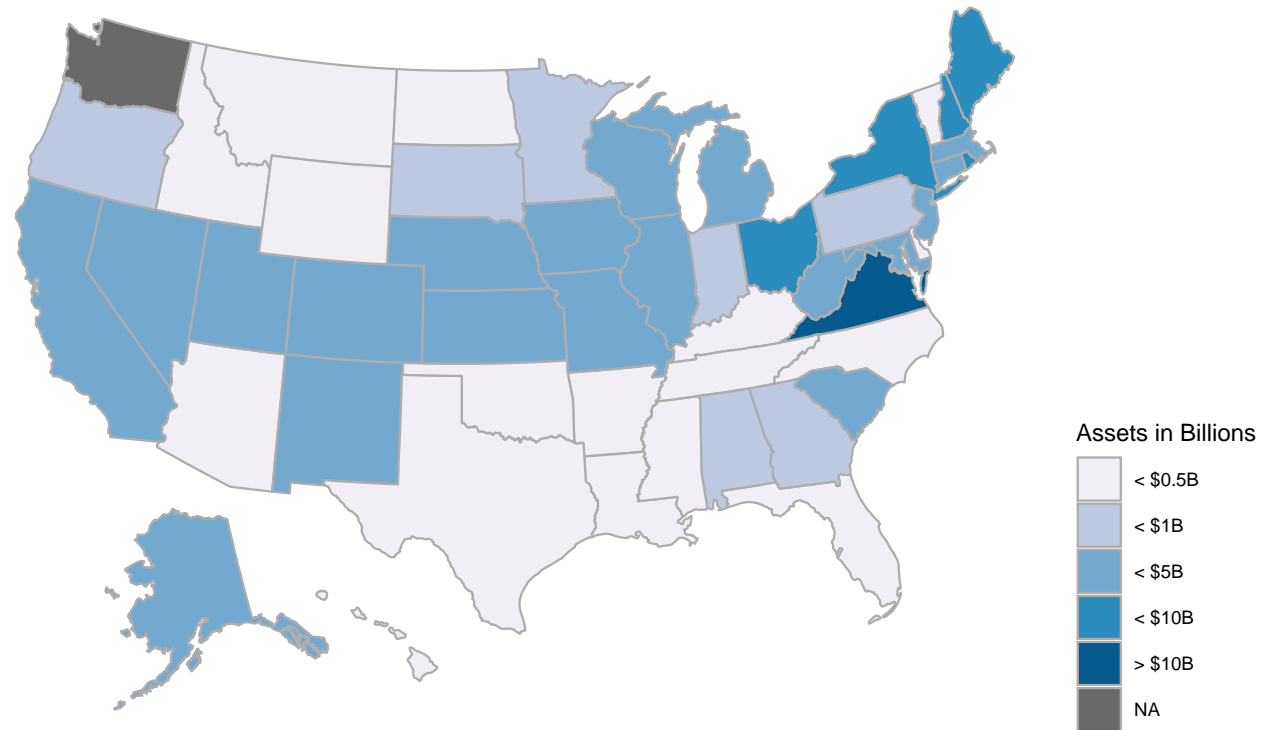 Assets in Billions
< $0.5B
< $1B
< $5B
< $10B
> $10B
NA